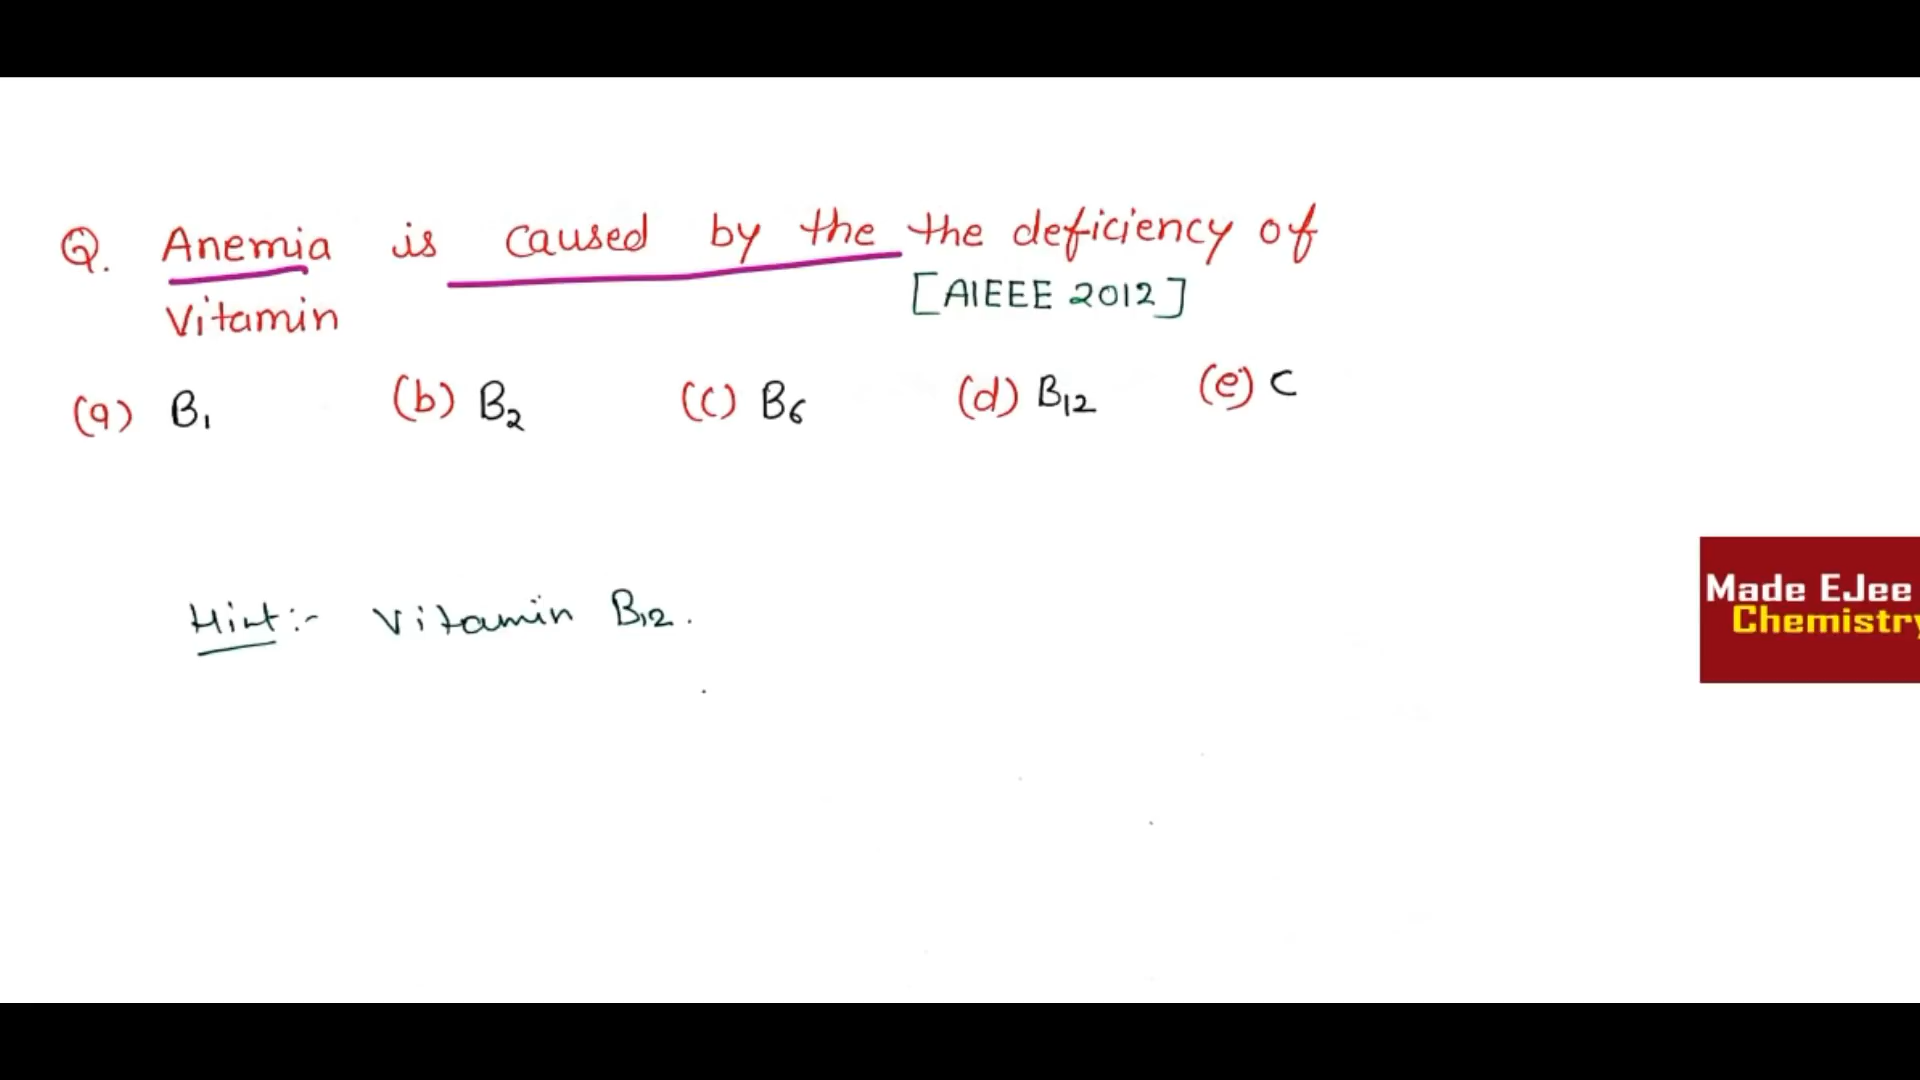 Q. Anemia is caused by the the deficiency of
Vitamin [AIEEE 2012]
(a) B₁ (b) B₂ (c) B₆ (d) B₁₂ (e) C
Hint:- Vitamin B₁₂.
Made EJee
Chemistry